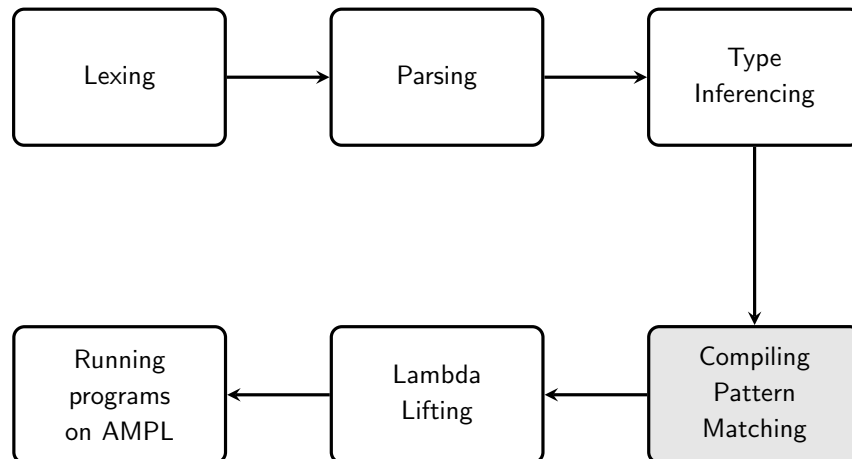 Lexing
Parsing
Type
Inferencing
Running
programs
on AMPL
Lambda
Lifting
Compiling
Pattern
Matching